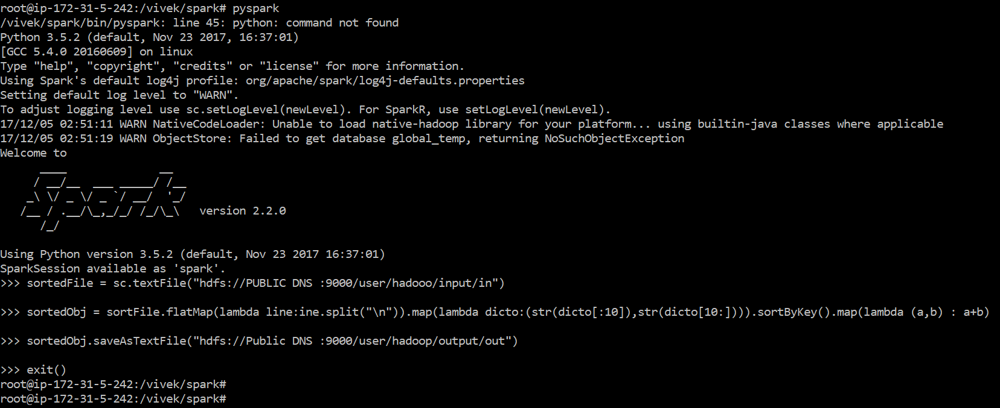 root@ip-172-31-5-242:/vivek/spark# pyspark
/vivek/spark/bin/pyspark: line 45: python: command not found
Python 3.5.2 (default, Nov 23 2017, 16:37:01)
[GCC 5.4.0 20160609] on linux
Type "help", "copyright", "credits" or "license" for more information.
Using Spark's default log4j profile: org/apache/spark/log4j-defaults.properties
Setting default log level to "WARN".
To adjust logging level use sc.setLogLevel(newLevel). For SparkR, use setLogLevel(newLevel).
17/12/05 02:51:11 WARN NativeCodeLoader: Unable to load native-hadoop library for your platform... using builtin-java classes where applicable
17/12/05 02:51:19 WARN ObjectStore: Failed to get database global_temp, returning NoSuchObjectException
Welcome to
      ____              __
     / __/__  ___ _____/ /__
    _\ \/ _ \/ _ `/ __/  '_/
   /__ / .__/\_,_/_/ /_/\_\   version 2.2.0
      /_/
Using Python version 3.5.2 (default, Nov 23 2017 16:37:01)
SparkSession available as 'spark'.
>>> sortedFile = sc.textFile("hdfs://PUBLIC DNS :9000/user/hadooo/input/in")
>>> sortedObj = sortFile.flatMap(lambda line:ine.split("\n")).map(lambda dicto:(str(dicto[:10]),str(dicto[10:]))).sortByKey().map(lambda (a,b) : a+b)
>>> sortedObj.saveAsTextFile("hdfs://Public DNS :9000/user/hadoop/output/out")
>>> exit()
root@ip-172-31-5-242:/vivek/spark#
root@ip-172-31-5-242:/vivek/spark#